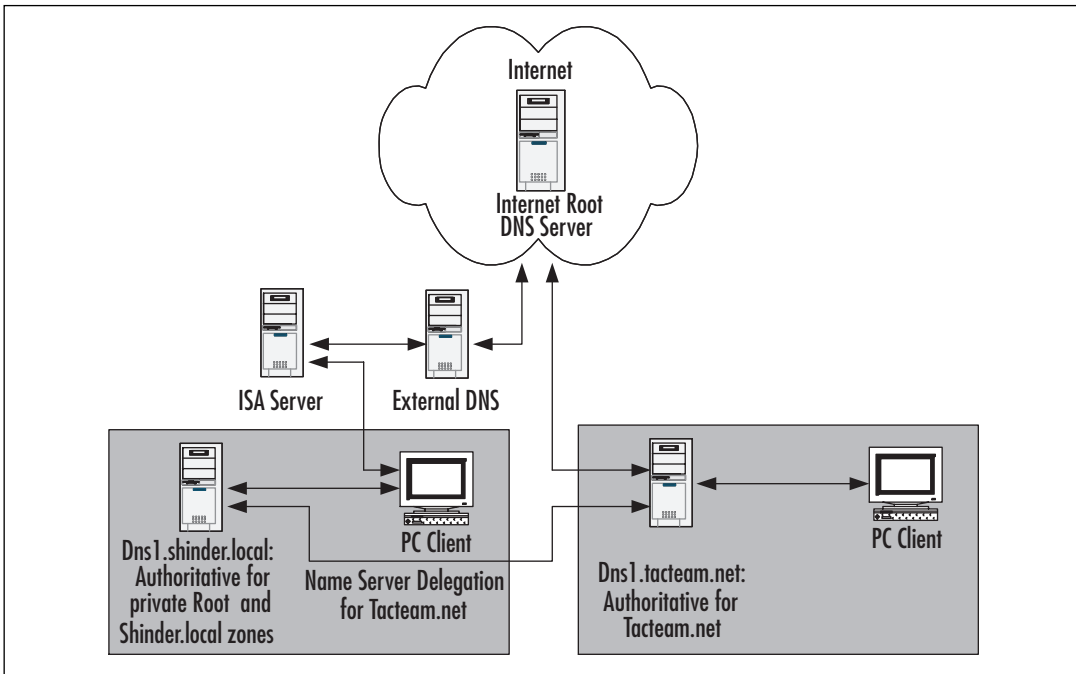 Internet
Internet Root
DNS Server
ISA Server
External DNS
PC Client
Dns1.shinder.local:
Authoritative for
private Root and
Shinder.local zones
Name Server Delegation
for Tacteam.net
PC Client
Dns1.tacteam.net:
Authoritative for
Tacteam.net